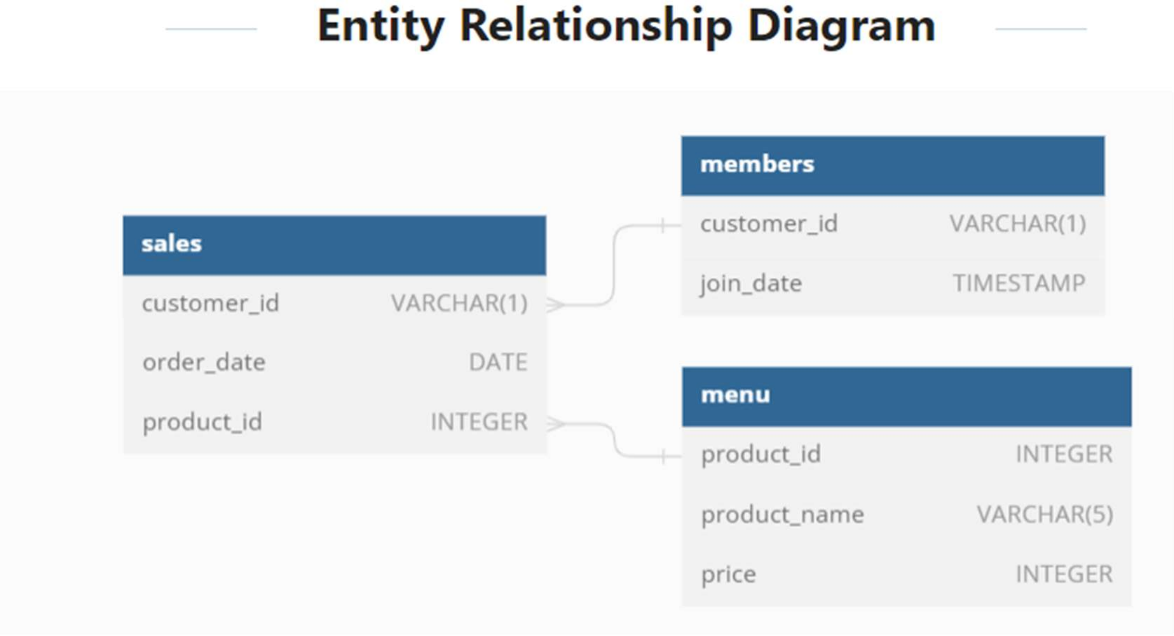 Entity Relationship Diagram
sales
customer_id VARCHAR(1)
order_date DATE
product_id INTEGER
members
customer_id VARCHAR(1)
join_date TIMESTAMP
menu
product_id INTEGER
product_name VARCHAR(5)
price INTEGER